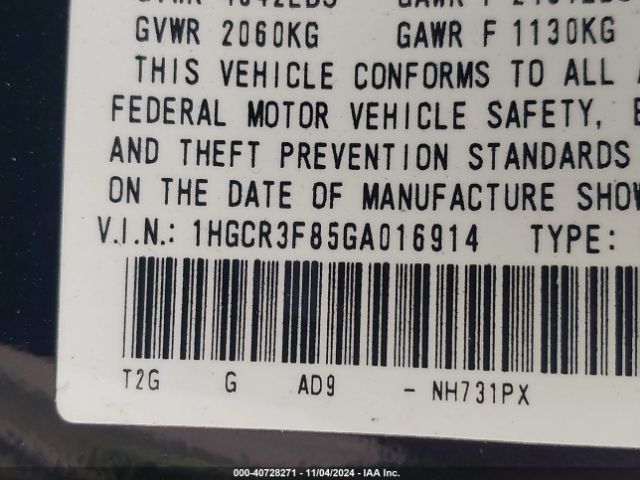 GVWR 2060KG GAWR F 1130KG
THIS VEHICLE CONFORMS TO ALL
FEDERAL MOTOR VEHICLE SAFETY,
AND THEFT PREVENTION STANDARDS
ON THE DATE OF MANUFACTURE SHOW
V.I.N.: 1HGCR3F85GA016914 TYPE:
T2G G AD9 - NH731PX
000-40728271 - 11/04/2024 - IAA Inc.